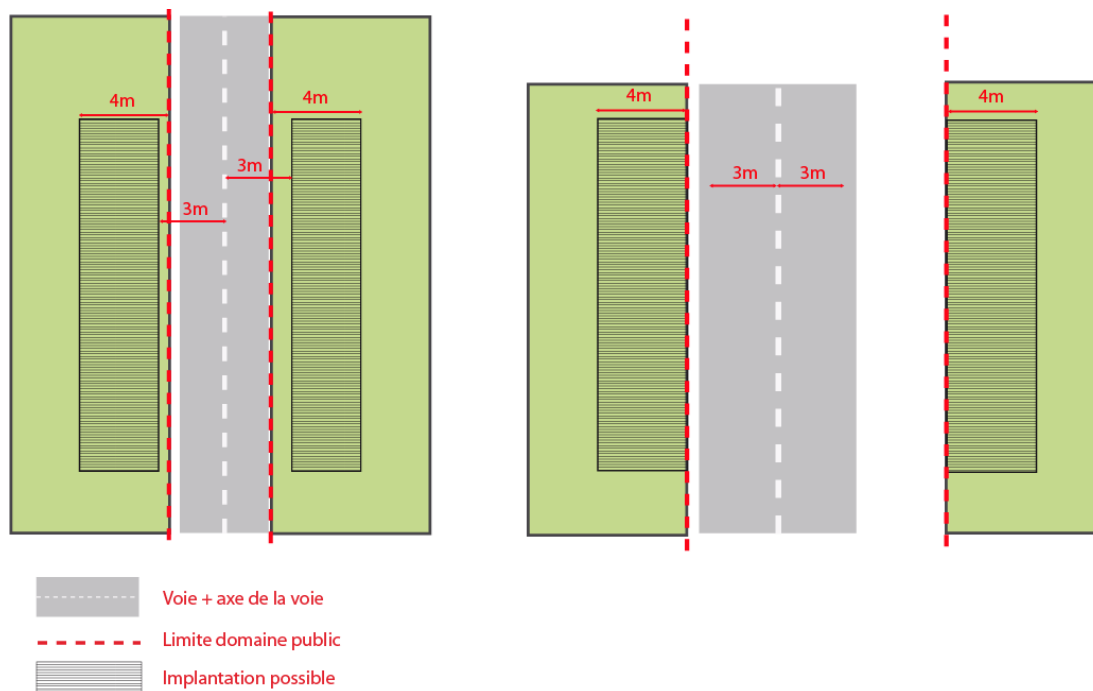 4m
4m
3m
3m
4m
4m
3m
3m
Voie + axe de la voie
Limite domaine public
Implantation possible